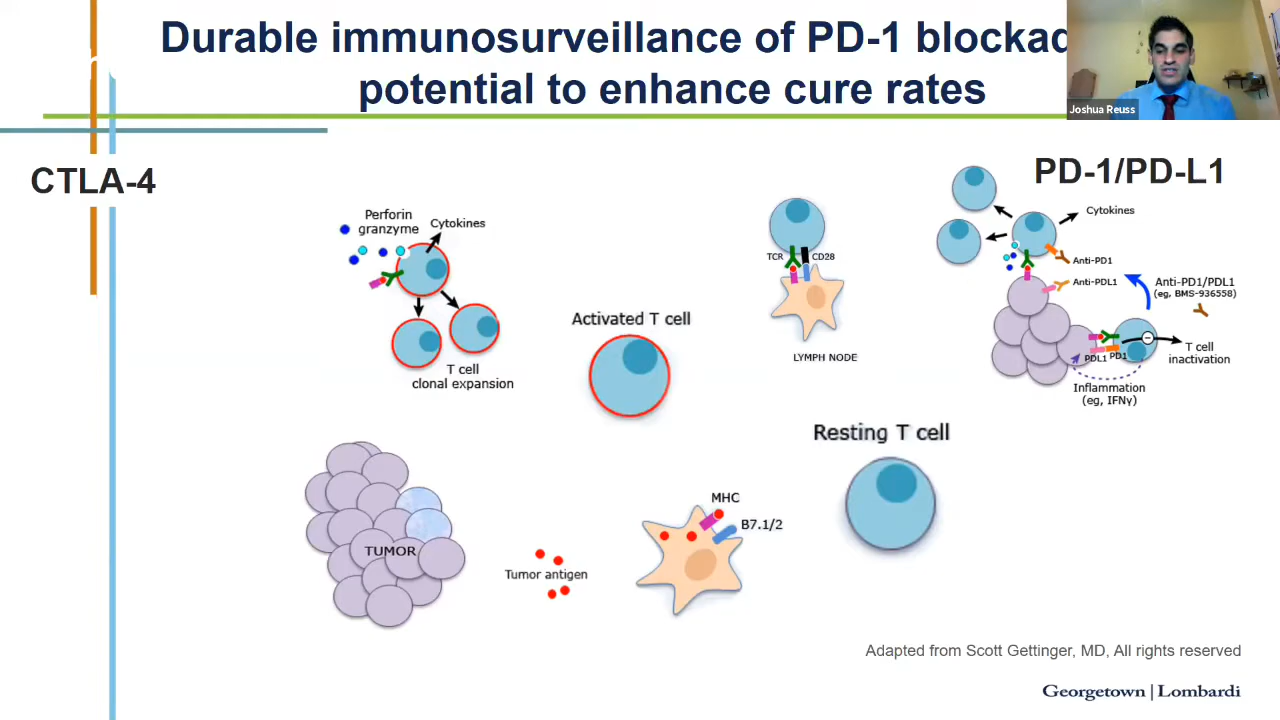 Durable immunosurveillance of PD-1
potential to enhance cure rates
Joshua Reuss
CTLA-4
PD-1/PD-L1
Perforin
granzyme
Cytokines
T cell
clonal expansion
Activated T cell
TCR
CD28
LYMPH NODE
Cytokines
Anti-PD1
Anti-PDL1
Anti-PD1/PDL1
(eg, BMS-936558)
PDL1
PD1
T cell
inactivation
Inflammation
(eg, IFNγ)
Resting T cell
TUMOR
Tumor antigen
MHC
B7.1/2
Adapted from Scott Gettinger, MD, All rights reserved
Georgetown | Lombardi